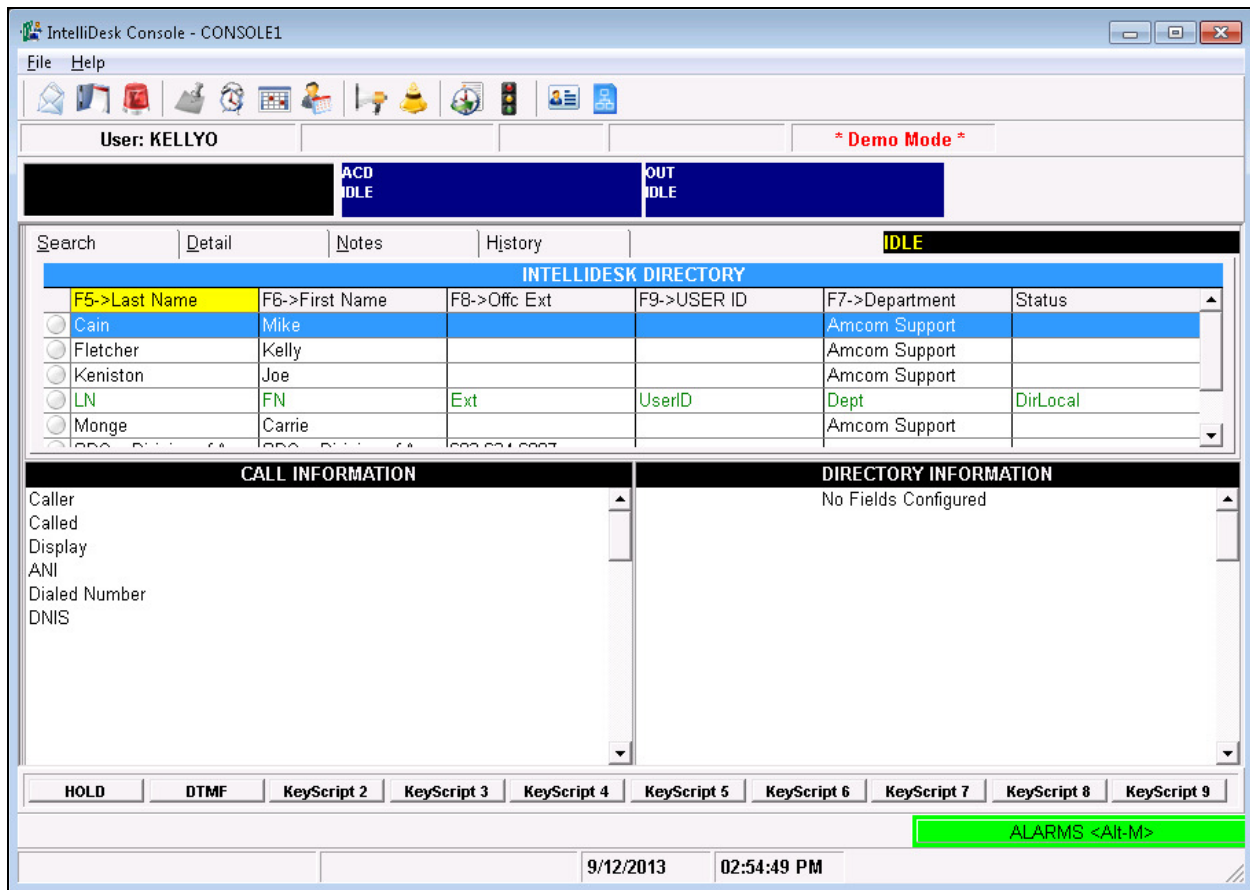 IntelliDesk Console - CONSOLE1
File Help
User: KELLYO * Demo Mode *
ACD OUT
IDLE IDLE
Search Detail Notes History IDLE
INTELLIDESK DIRECTORY
F5->Last Name F6->First Name F8->Offc Ext F9->USER ID F7->Department Status
Cain Mike Amcom Support
Fletcher Kelly Amcom Support
Keniston Joe Amcom Support
LN FN Ext UserID Dept DirLocal
Monge Carrie Amcom Support
CALL INFORMATION DIRECTORY INFORMATION
Caller No Fields Configured
Called
Display
ANI
Dialed Number
DNIS
HOLD DTMF KeyScript 2 KeyScript 3 KeyScript 4 KeyScript 5 KeyScript 6 KeyScript 7 KeyScript 8 KeyScript 9
ALARMS <Alt-M>
9/12/2013 02:54:49 PM